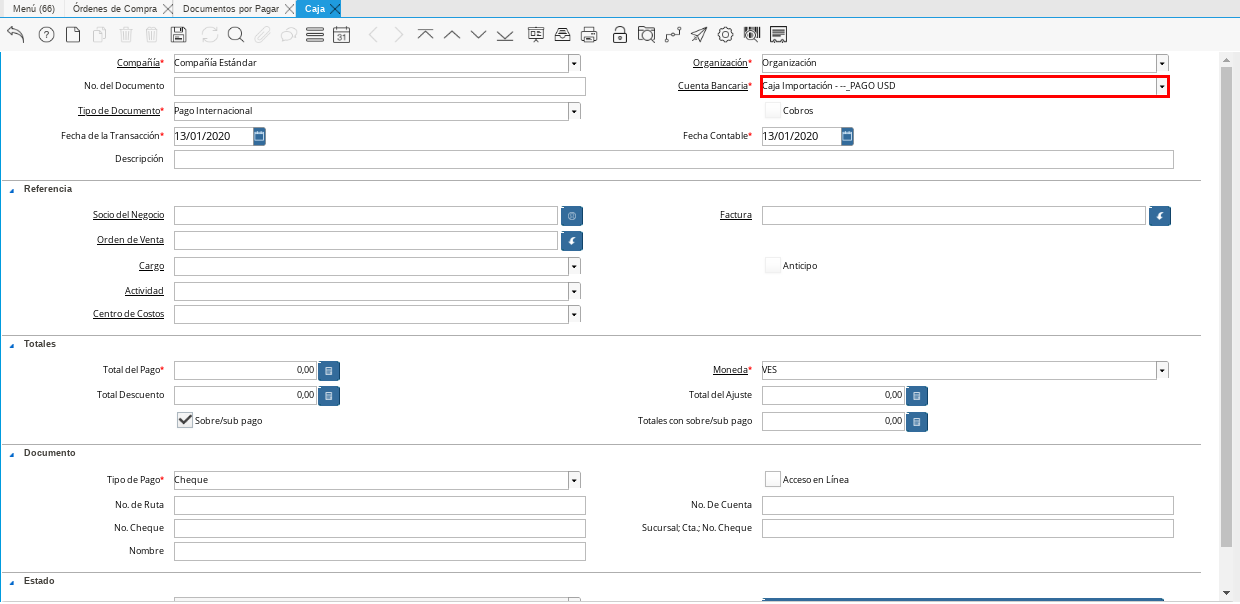 Menú (66) Órdenes de Compra Documentos por Pagar Caja
31
Compañía* Compañía Estándar Organización* Organización
No. del Documento Cuenta Bancaria* Caja Importación - --_PAGO USD
Tipo de Documento* Pago Internacional Cobros
Fecha de la Transacción* 13/01/2020 Fecha Contable* 13/01/2020
Descripción
Referencia
Socio del Negocio Factura
Orden de Venta
Cargo Anticipo
Actividad
Centro de Costos
Totales
Total del Pago* 0,00 Moneda* VES
Total Descuento 0,00 Total del Ajuste 0,00
Sobre/sub pago Totales con sobre/sub pago 0,00
Documento
Tipo de Pago* Cheque Acceso en Línea
No. de Ruta No. De Cuenta
No. Cheque Sucursal; Cta.; No. Cheque
Nombre
Estado